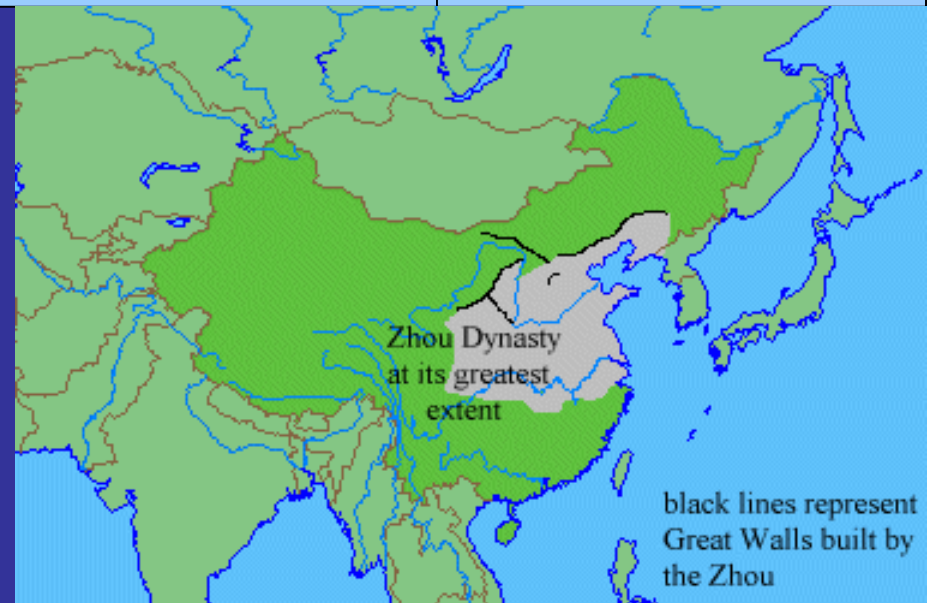 Zhou Dynasty
at its greatest
extent
black lines represent
Great Walls built by
the Zhou